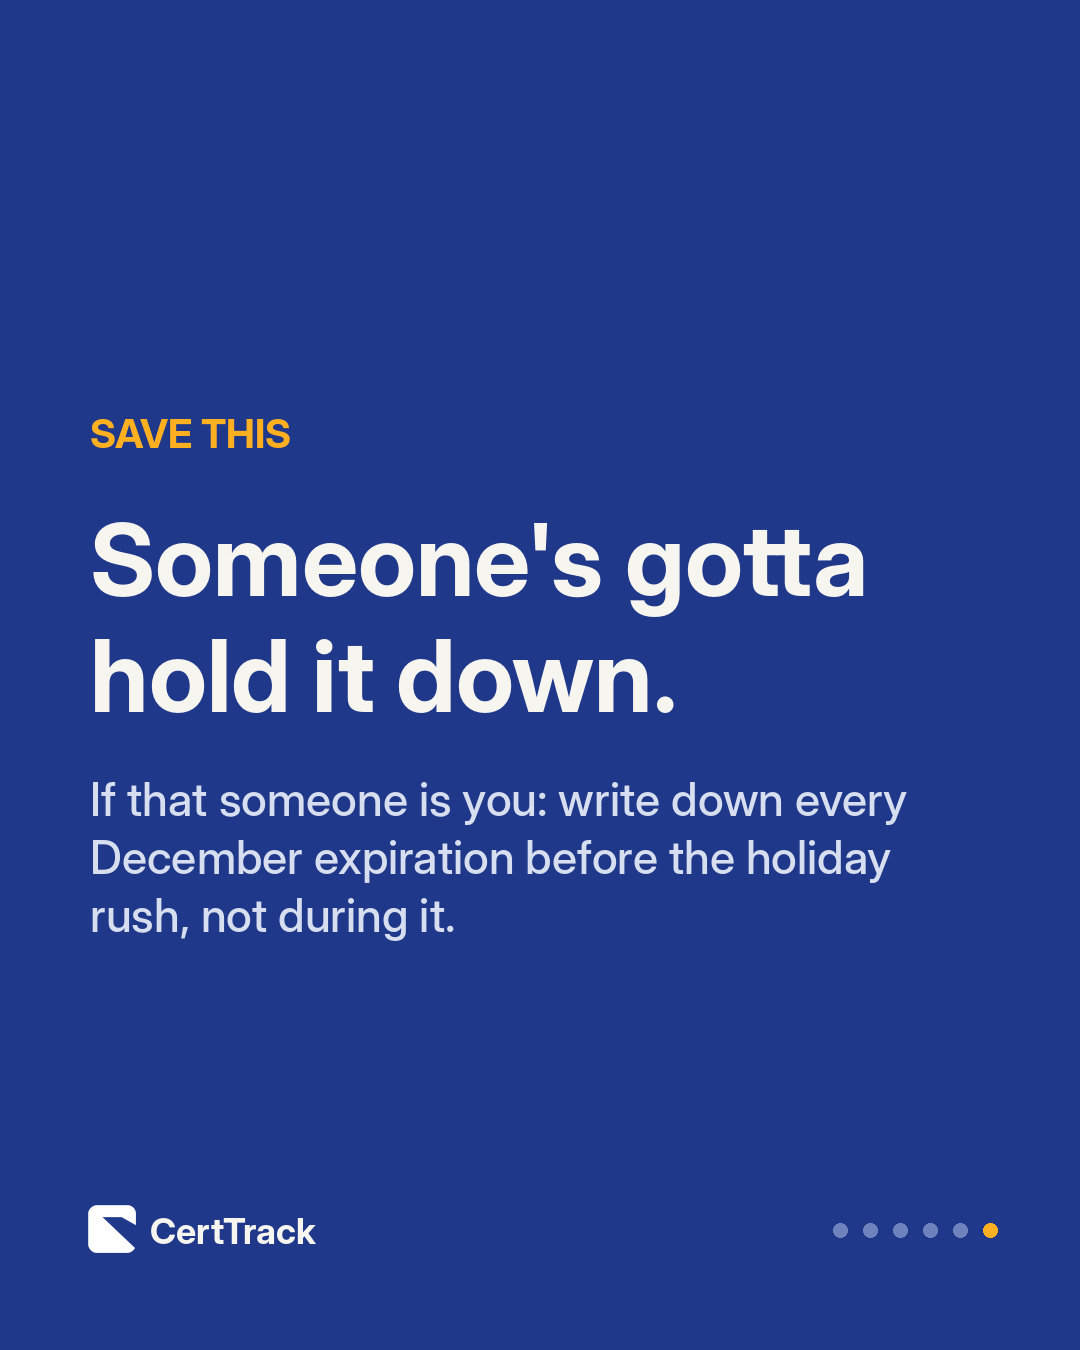 SAVE THIS
Someone's gotta
hold it down.
If that someone is you: write down every
December expiration before the holiday
rush, not during it.
CertTrack